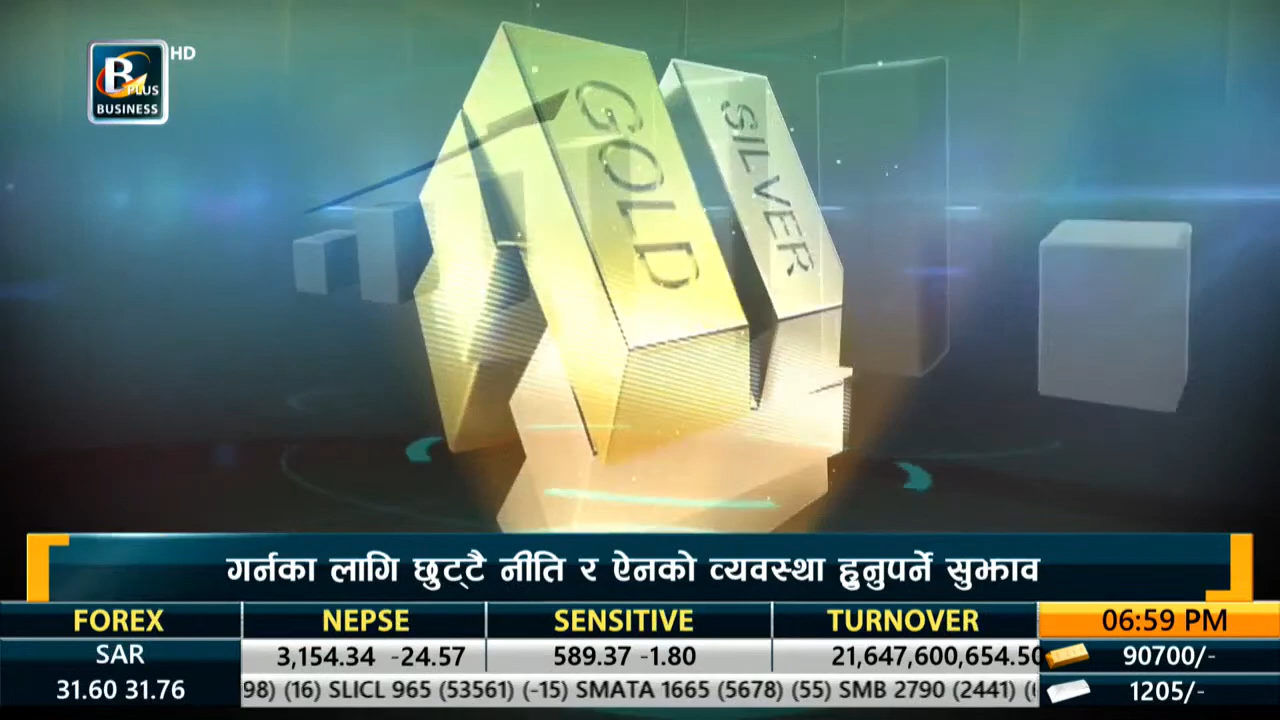 B
PLUS
BUSINESS
HD
GOLD
SILVER
गर्नका लागि छुट्टै नीति र ऐनको व्यवस्था हुनुपर्ने सुझाव
FOREX NEPSE SENSITIVE TURNOVER 06:59 PM
SAR 3,154.34 -24.57 589.37 -1.80 21,647,600,654.50 90700/-
31.60 31.76 98) (16) SLICL 965 (53561) (-15) SMATA 1665 (5678) (55) SMB 2790 (2441) ( 1205/-